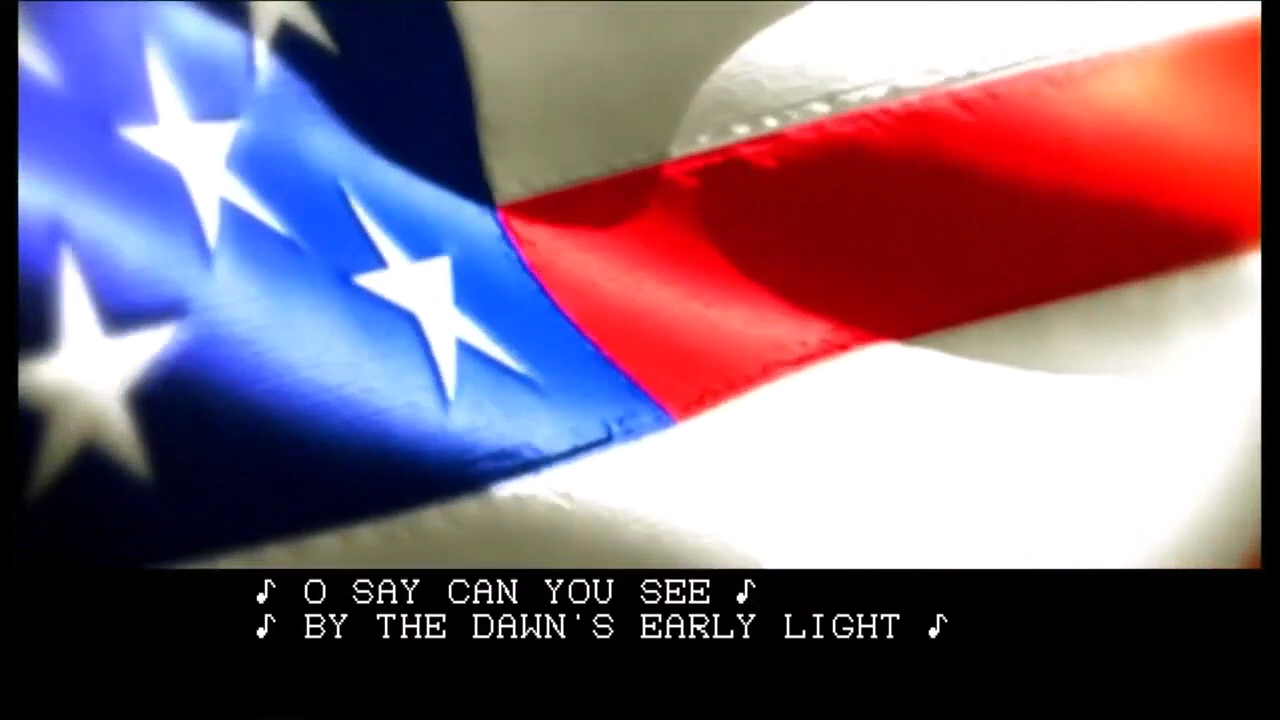 ♪ O SAY CAN YOU SEE ♪
♪ BY THE DAWN'S EARLY LIGHT ♪